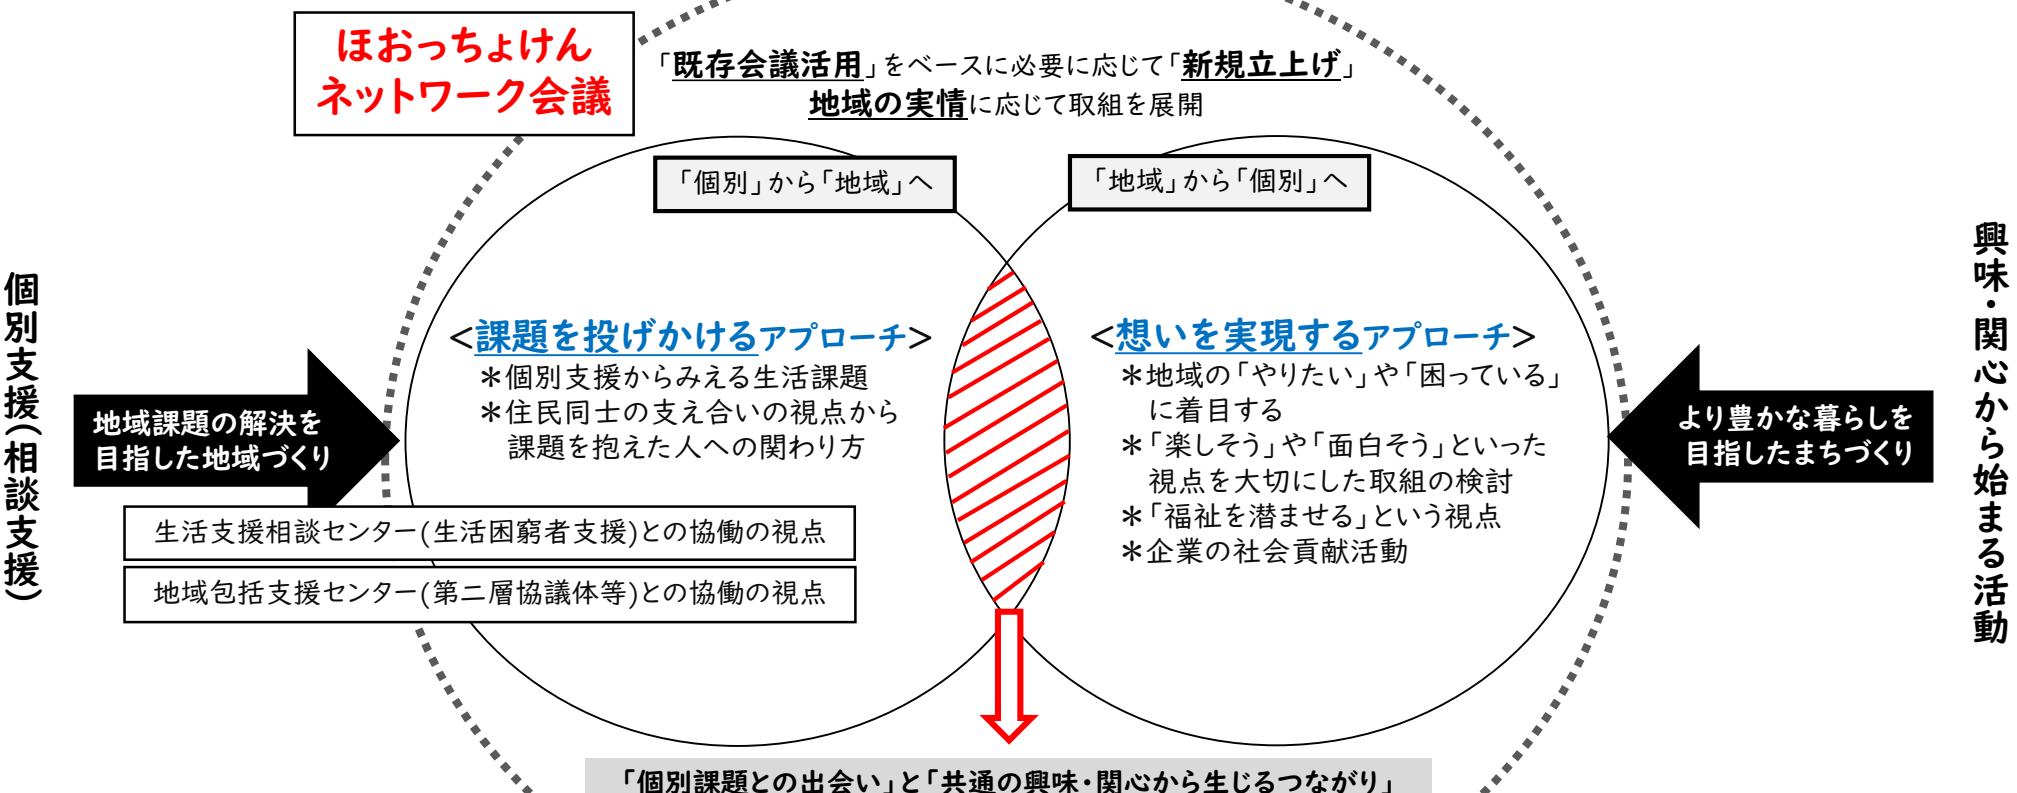 ほおっちょけん
ネットワーク会議
「既存会議活用」をベースに必要に応じて「新規立上げ」
地域の実情に応じて取組を展開
「個別」から「地域」へ
「地域」から「個別」へ
個別支援(相談支援)
地域課題の解決を
目指した地域づくり
<課題を投げかけるアプローチ>
＊個別支援からみえる生活課題
＊住民同士の支え合いの視点から
課題を抱えた人への関わり方
生活支援相談センター(生活困窮者支援)との協働の視点
地域包括支援センター(第二層協議体等)との協働の視点
<想いを実現するアプローチ>
＊地域の「やりたい」や「困っている」
に着目する
＊「楽しそう」や「面白そう」といった
視点を大切にした取組の検討
＊「福祉を潜ませる」という視点
＊企業の社会貢献活動
より豊かな暮らしを
目指したまちづくり
興味・関心から始まる活動
「個別課題との出会い」と「共通の興味・関心から生じるつながり」